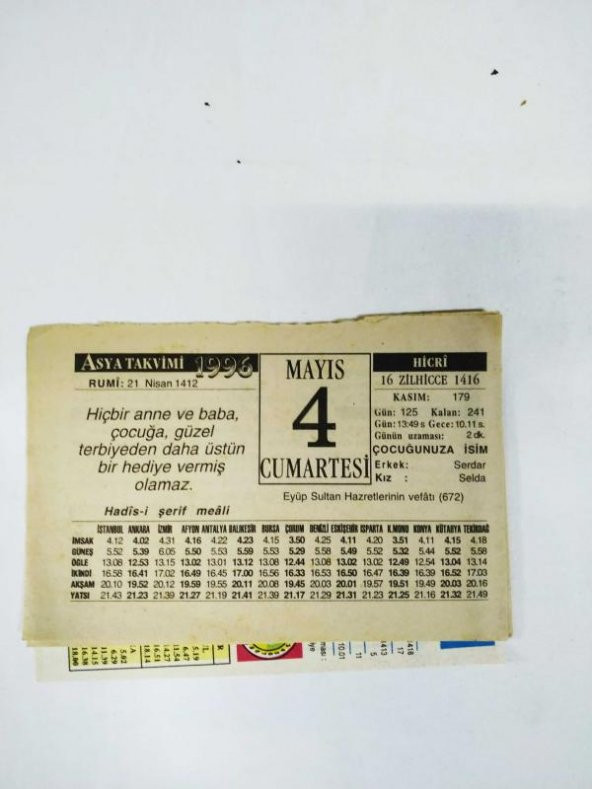 ASYA TAKVİMİ 1996
RUMÎ: 21 Nisan 1412
Hiçbir anne ve baba,
çocuğa, güzel
terbiyeden daha üstün
bir hediye vermiş
olamaz.
Hadîs-i şerif meâli
MAYIS
4
CUMARTESİ
HİCRÎ
16 ZİLHİCCE 1416
KASIM: 179
Gün: 125 Kalan: 241
Gün: 13:49 s Gece: 10.11 s.
Günün uzaması: 2 dk.
ÇOCUĞUNUZA İSİM
Erkek: Serdar
Kız : Selda
Eyüp Sultan Hazretlerinin vefâtı (672)
İSTANBUL ANKARA İZMİR AFYON ANTALYA BALIKESİR BURSA ÇORUM DENİZLİ ESKİŞEHİR ISPARTA K.MONU KONYA KÜTAHYA TEKİRDAĞ
İMSAK 4.12 4.02 4.31 4.16 4.22 4.23 4.15 3.50 4.25 4.11 4.20 3.51 4.11 4.15 4.18
GÜNEŞ 5.52 5.39 6.05 5.50 5.53 5.59 5.53 5.29 5.58 5.49 5.52 5.32 5.44 5.52 5.58
ÖĞLE 13.08 12.53 13.15 13.02 13.01 13.12 13.08 12.44 13.08 13.02 13.02 12.49 12.54 13.04 13.14
İKİNDİ 16.58 16.41 17.02 16.49 16.45 17.00 16.56 16.33 16.53 16.50 16.47 16.39 16.39 16.52 17.03
AKŞAM 20.10 19.52 20.12 19.59 19.55 20.11 20.08 19.45 20.03 20.01 19.57 19.51 19.49 20.03 20.16
YATSI 21.43 21.23 21.39 21.27 21.19 21.41 21.39 21.17 21.29 21.31 21.23 21.25 21.16 21.32 21.49